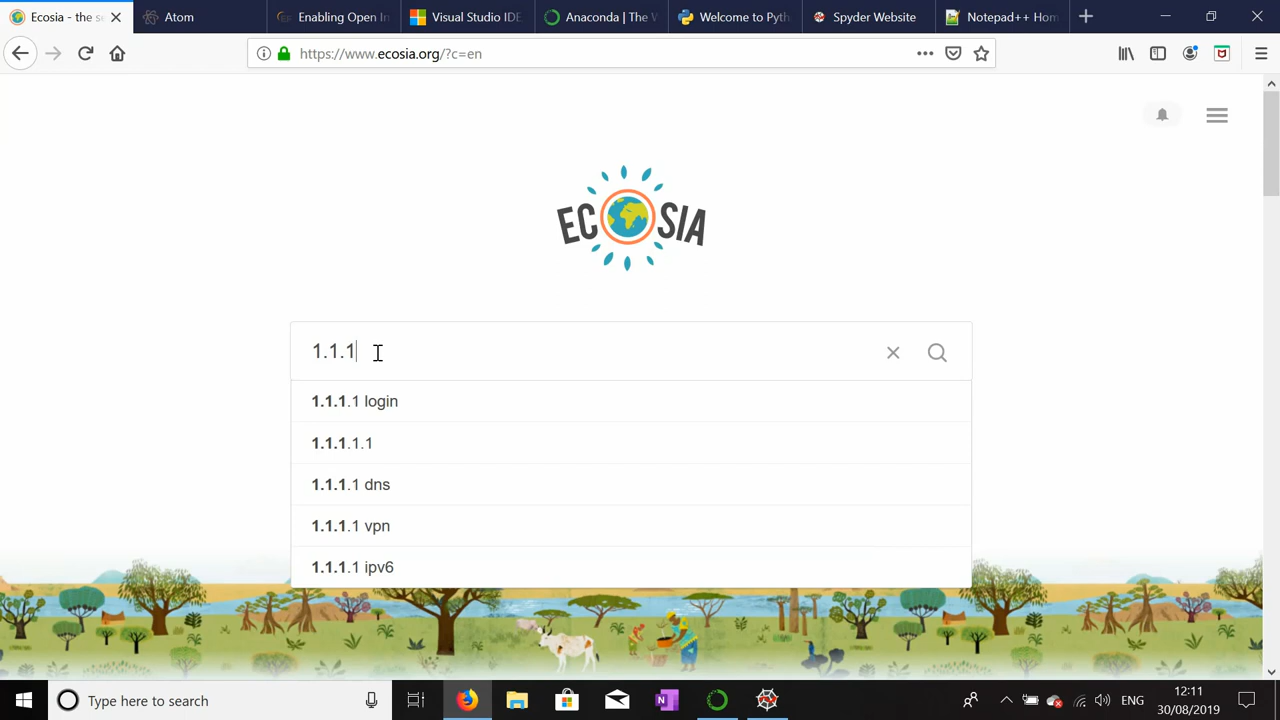 Ecosia - the s
Atom
Enabling Open In
Visual Studio IDE,
Anaconda | The W
Welcome to Pyth
Spyder Website
Notepad++ Hom
https://www.ecosia.org/?c=en
ECOSIA
1.1.1
1.1.1.1 login
1.1.1.1.1
1.1.1.1 dns
1.1.1.1 vpn
1.1.1.1 ipv6
Type here to search
ENG
12:11
30/08/2019